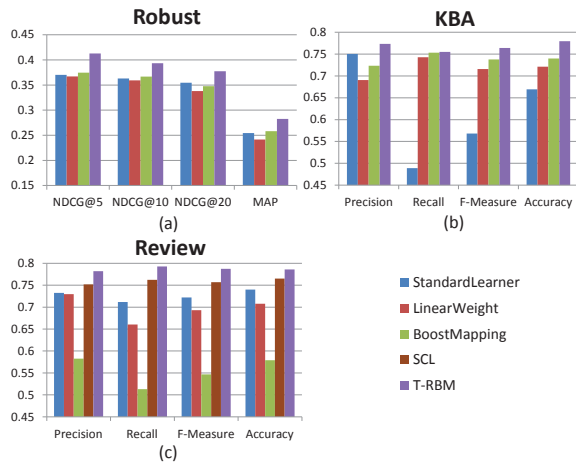 Robust
0.45
0.4
0.35
0.3
0.25
0.2
0.15
NDCG@5 NDCG@10 NDCG@20 MAP
(a)
KBA
0.8
0.75
0.7
0.65
0.6
0.55
0.5
0.45
Precision Recall F-Measure Accuracy
(b)
Review
0.8
0.75
0.7
0.65
0.6
0.55
0.5
0.45
Precision Recall F-Measure Accuracy
(c)
StandardLearner
LinearWeight
BoostMapping
SCL
T-RBM